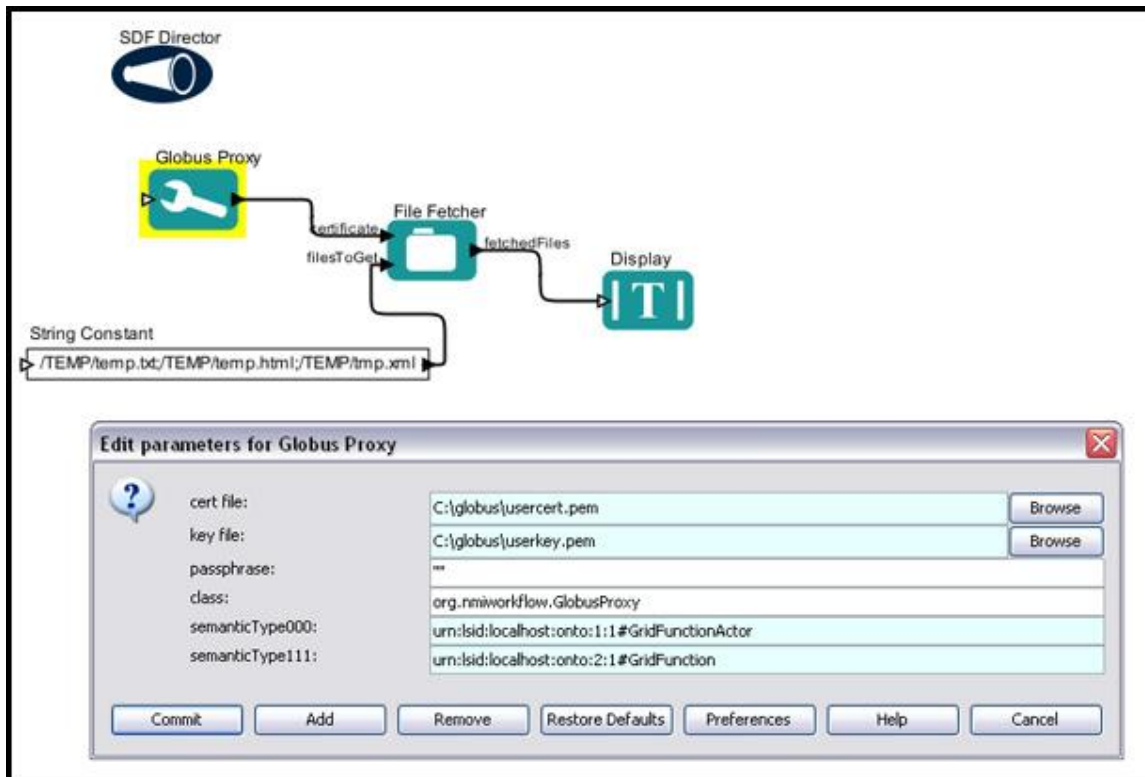 SDF Director
Globus Proxy
File Fetcher
certificate
fetchedFiles
filesToGet
Display
T
String Constant
/TEMP/temp.txt;/TEMP/temp.html;/TEMP/tmp.xml
Edit parameters for Globus Proxy
cert file: C:\globus\usercert.pem Browse
key file: C:\globus\userkey.pem Browse
passphrase: ""
class: org.nmiworkflow.GlobusProxy
semanticType000: urn:lsid:localhost:onto:1:1#GridFunctionActor
semanticType111: urn:lsid:localhost:onto:2:1#GridFunction
Commit Add Remove Restore Defaults Preferences Help Cancel